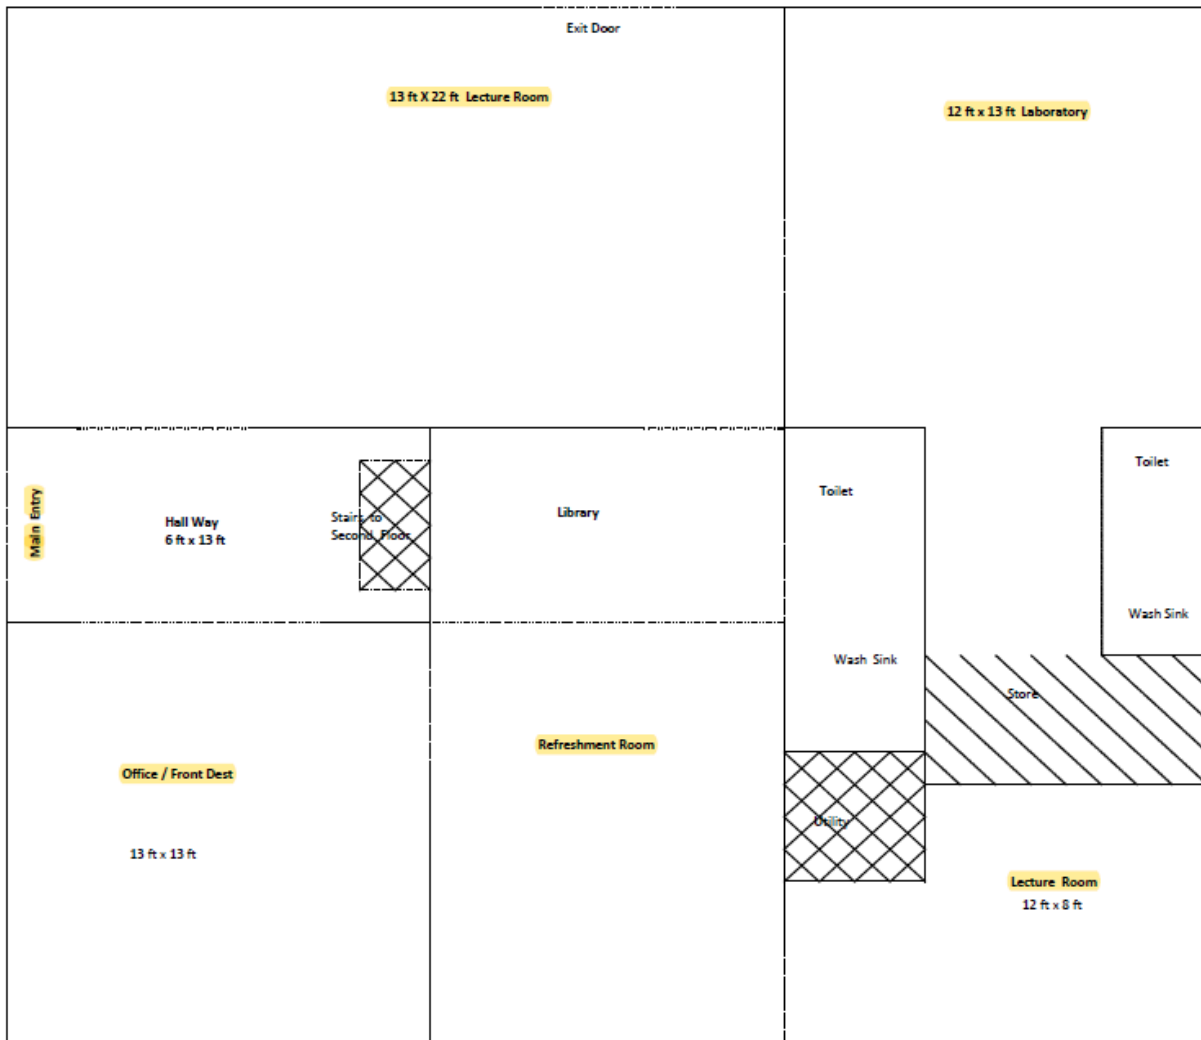 Exit Door
13 ft X 22 ft Lecture Room
12 ft x 13 ft Laboratory
Main Entry
Hall Way
6 ft x 13 ft
Stairs to
Second Floor
Library
Toilet
Wash Sink
Toilet
Wash Sink
Store
Office / Front Dest
13 ft x 13 ft
Refreshment Room
Utility
Lecture Room
12 ft x 8 ft